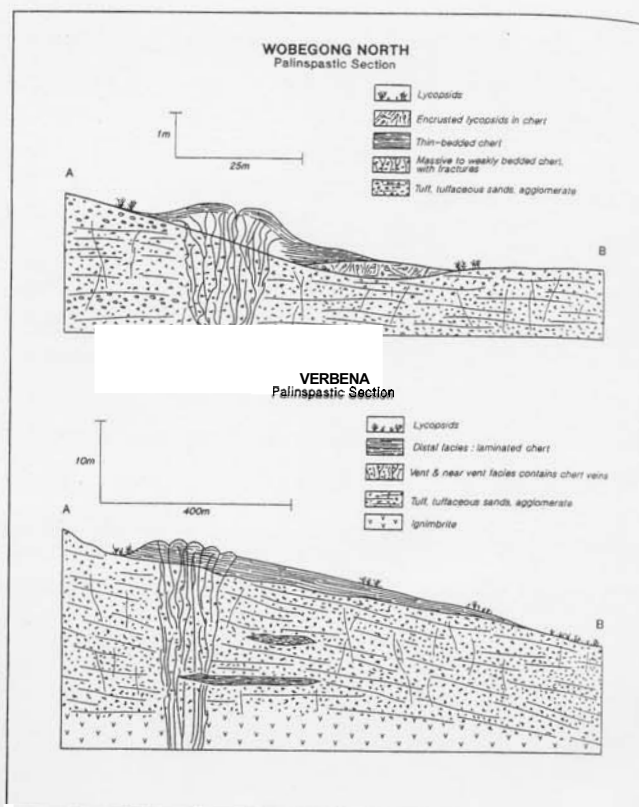 WOBEGONG NORTH
Palinspastic Section
Lycopsids
Encrusted lycopsids in chert
Thin-bedded chert
Massive to weakly bedded chert,
with fractures
Tuff, tuffaceous sands, agglomerate
1m
25m
A
B
VERBENA
Palinspastic Section
Lycopsids
Distal facies : laminated chert
Vent & near vent facies contains chert veins
Tuff, tuffaceous sands, agglomerate
Ignimbrite
10m
400m
A
B